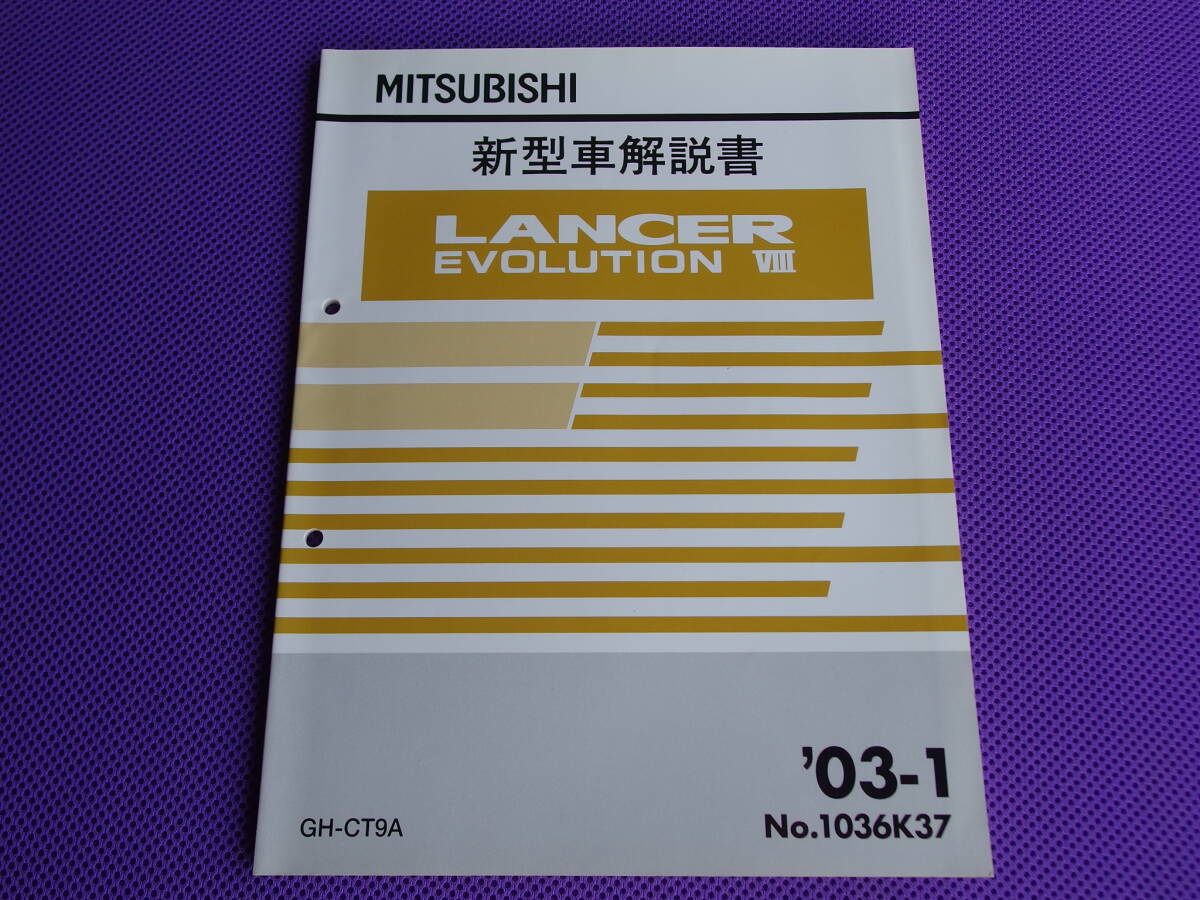 MITSUBISHI
新型車解説書
LANCER
EVOLUTION VIII
'03-1
GH-CT9A
No.1036K37